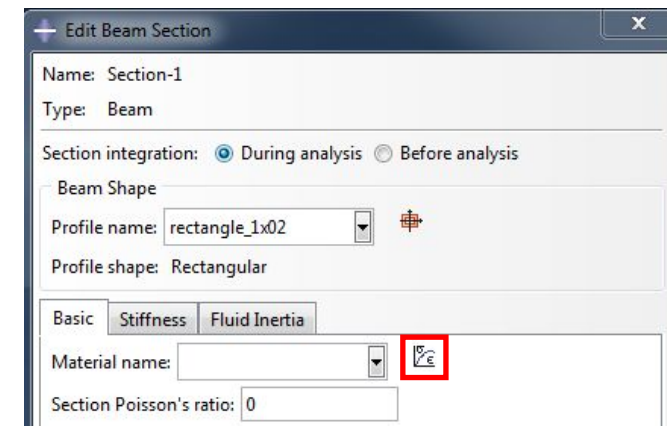 Edit Beam Section
x
Name: Section-1
Type: Beam
Section integration: During analysis Before analysis
Beam Shape
Profile name: rectangle_1x02
Profile shape: Rectangular
Basic Stiffness Fluid Inertia
Material name: σ ε
Section Poisson's ratio: 0